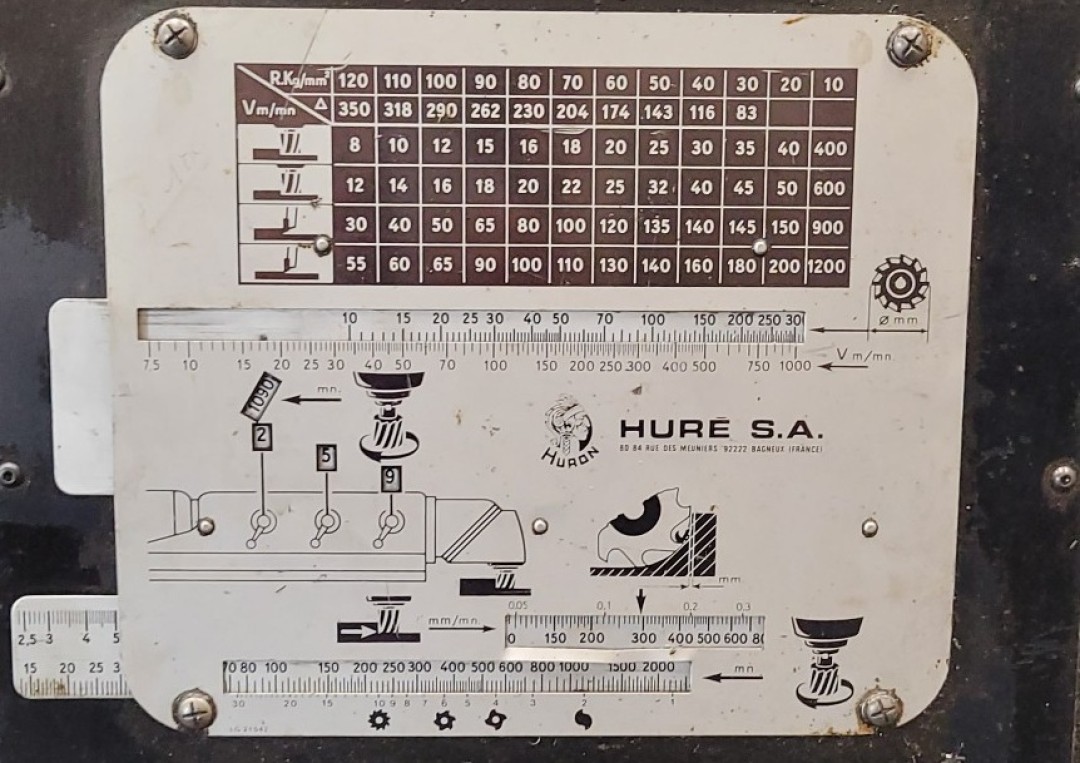 R.Kg/mm² 120 110 100 90 80 70 60 50 40 30 20 10
Vm/mn Δ 350 318 290 262 230 204 174 143 116 83
8 10 12 15 16 18 20 25 30 35 40 400
12 14 16 18 20 22 25 32 40 45 50 600
30 40 50 65 80 100 120 135 140 145 150 900
55 60 65 90 100 110 130 140 160 180 200 1200
10 15 20 25 30 40 50 70 100 150 200 250 300
Ø mm
7.5 10 15 20 25 30 40 50 70 100 150 200 250 300 400 500 750 1000
V m/mn.
1090
mn.
2
5
9
HURON
HURÉ S.A.
80 84 RUE DES MEUNIERS 92222 BAGNEUX (FRANCE)
mm
0.05 0.1 0.2 0.3
mm/mn.
0 150 200 300 400 500 600 8
2,5 3 4 5
15 20 25 3
70 80 100 150 200 250 300 400 500 600 800 1000 1500 2000
mn
30 20 15 10 9 8 7 6 5 4 3 2 1